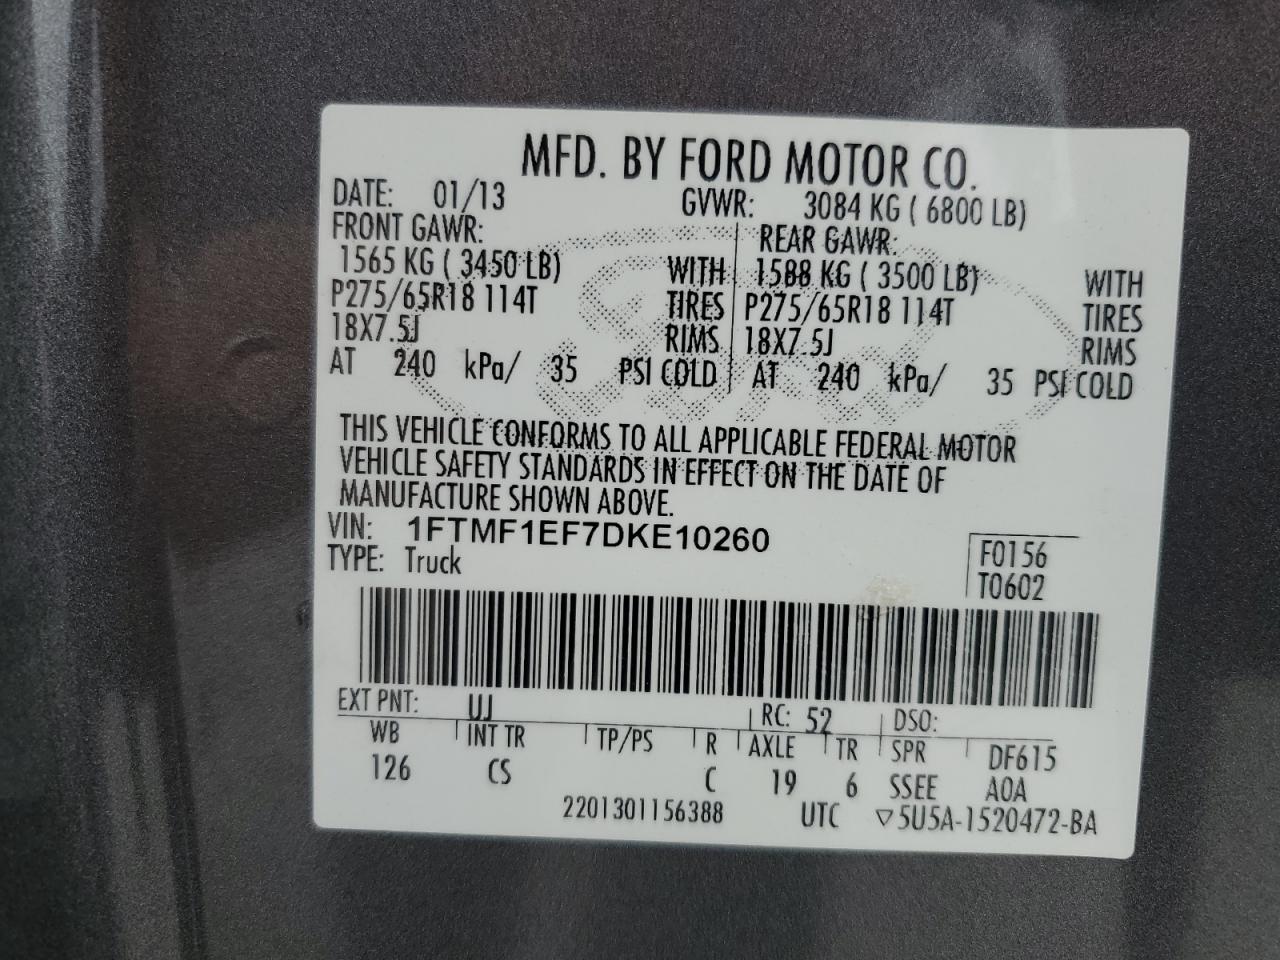 MFD. BY FORD MOTOR CO.
DATE: 01/13 GVWR: 3084 KG ( 6800 LB)
FRONT GAWR: REAR GAWR:
1565 KG ( 3450 LB) WITH 1588 KG ( 3500 LB) WITH
P275/65R18 114T TIRES P275/65R18 114T TIRES
18X7.5J RIMS 18X7.5J RIMS
AT 240 kPa/ 35 PSI COLD AT 240 kPa/ 35 PSI COLD
THIS VEHICLE CONFORMS TO ALL APPLICABLE FEDERAL MOTOR
VEHICLE SAFETY STANDARDS IN EFFECT ON THE DATE OF
MANUFACTURE SHOWN ABOVE.
VIN: 1FTMF1EF7DKE10260
TYPE: Truck
F0156
T0602
EXT PNT: UJ RC: 52 DSO:
WB INT TR TP/PS R AXLE TR SPR DF615
126 CS C 19 6 SSEE A0A
2201301156388 UTC ▽5U5A-1520472-BA